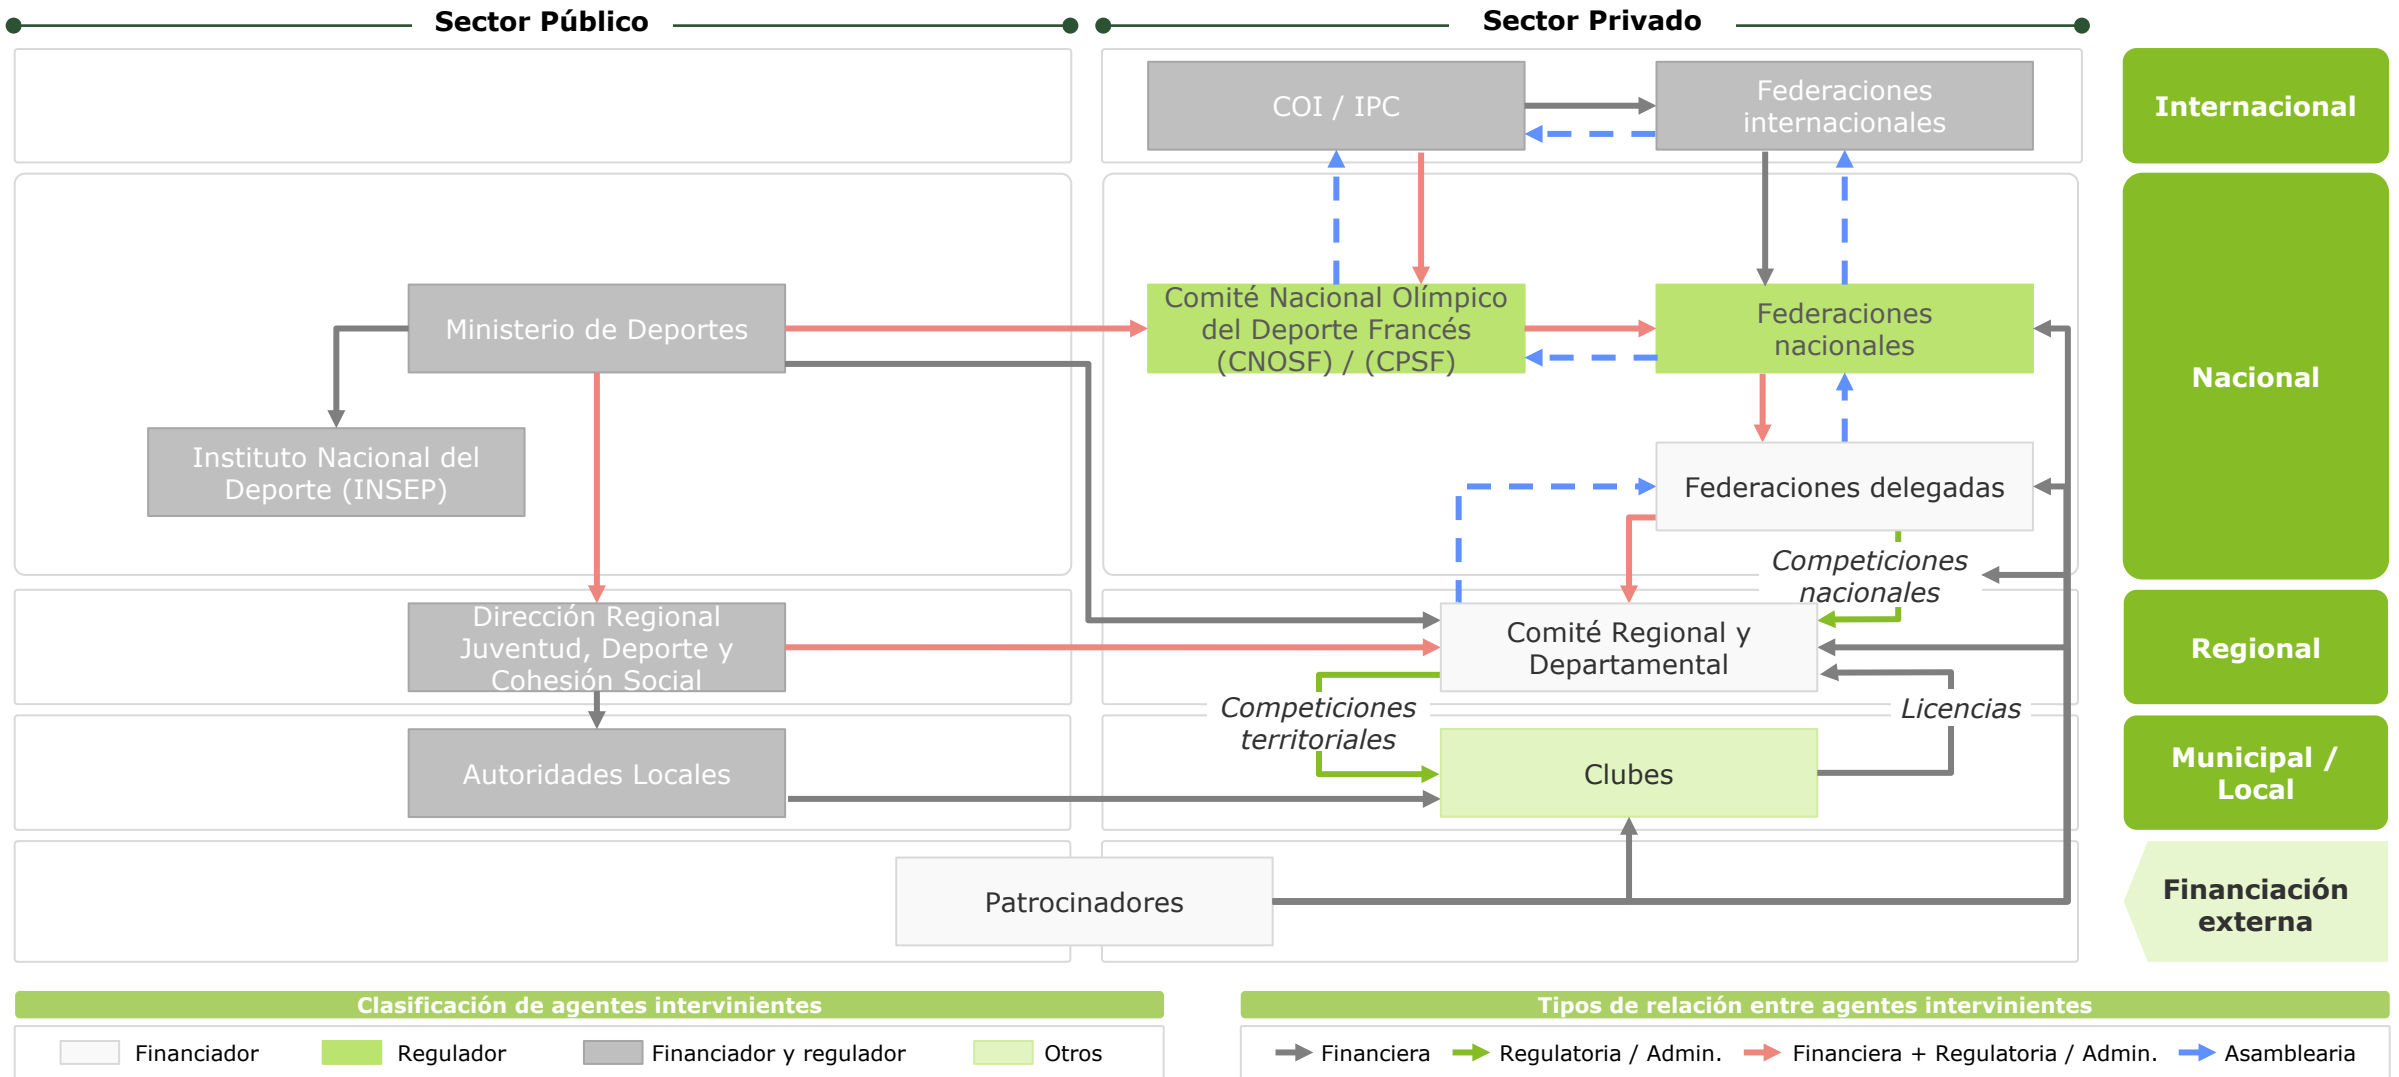 Sector Público
Sector Privado
COI / IPC
Federaciones
internacionales
Internacional
Ministerio de Deportes
Comité Nacional Olímpico
del Deporte Francés
(CNOSF) / (CPSF)
Federaciones
nacionales
Nacional
Instituto Nacional del
Deporte (INSEP)
Federaciones delegadas
Competiciones
nacionales
Dirección Regional
Juventud, Deporte y
Cohesión Social
Comité Regional y
Departamental
Regional
Competiciones
territoriales
Licencias
Autoridades Locales
Clubes
Municipal /
Local
Patrocinadores
Financiación
externa
Clasificación de agentes intervinientes
Financiador
Regulador
Financiador y regulador
Otros
Tipos de relación entre agentes intervinientes
Financiera
Regulatoria / Admin.
Financiera + Regulatoria / Admin.
Asamblearia